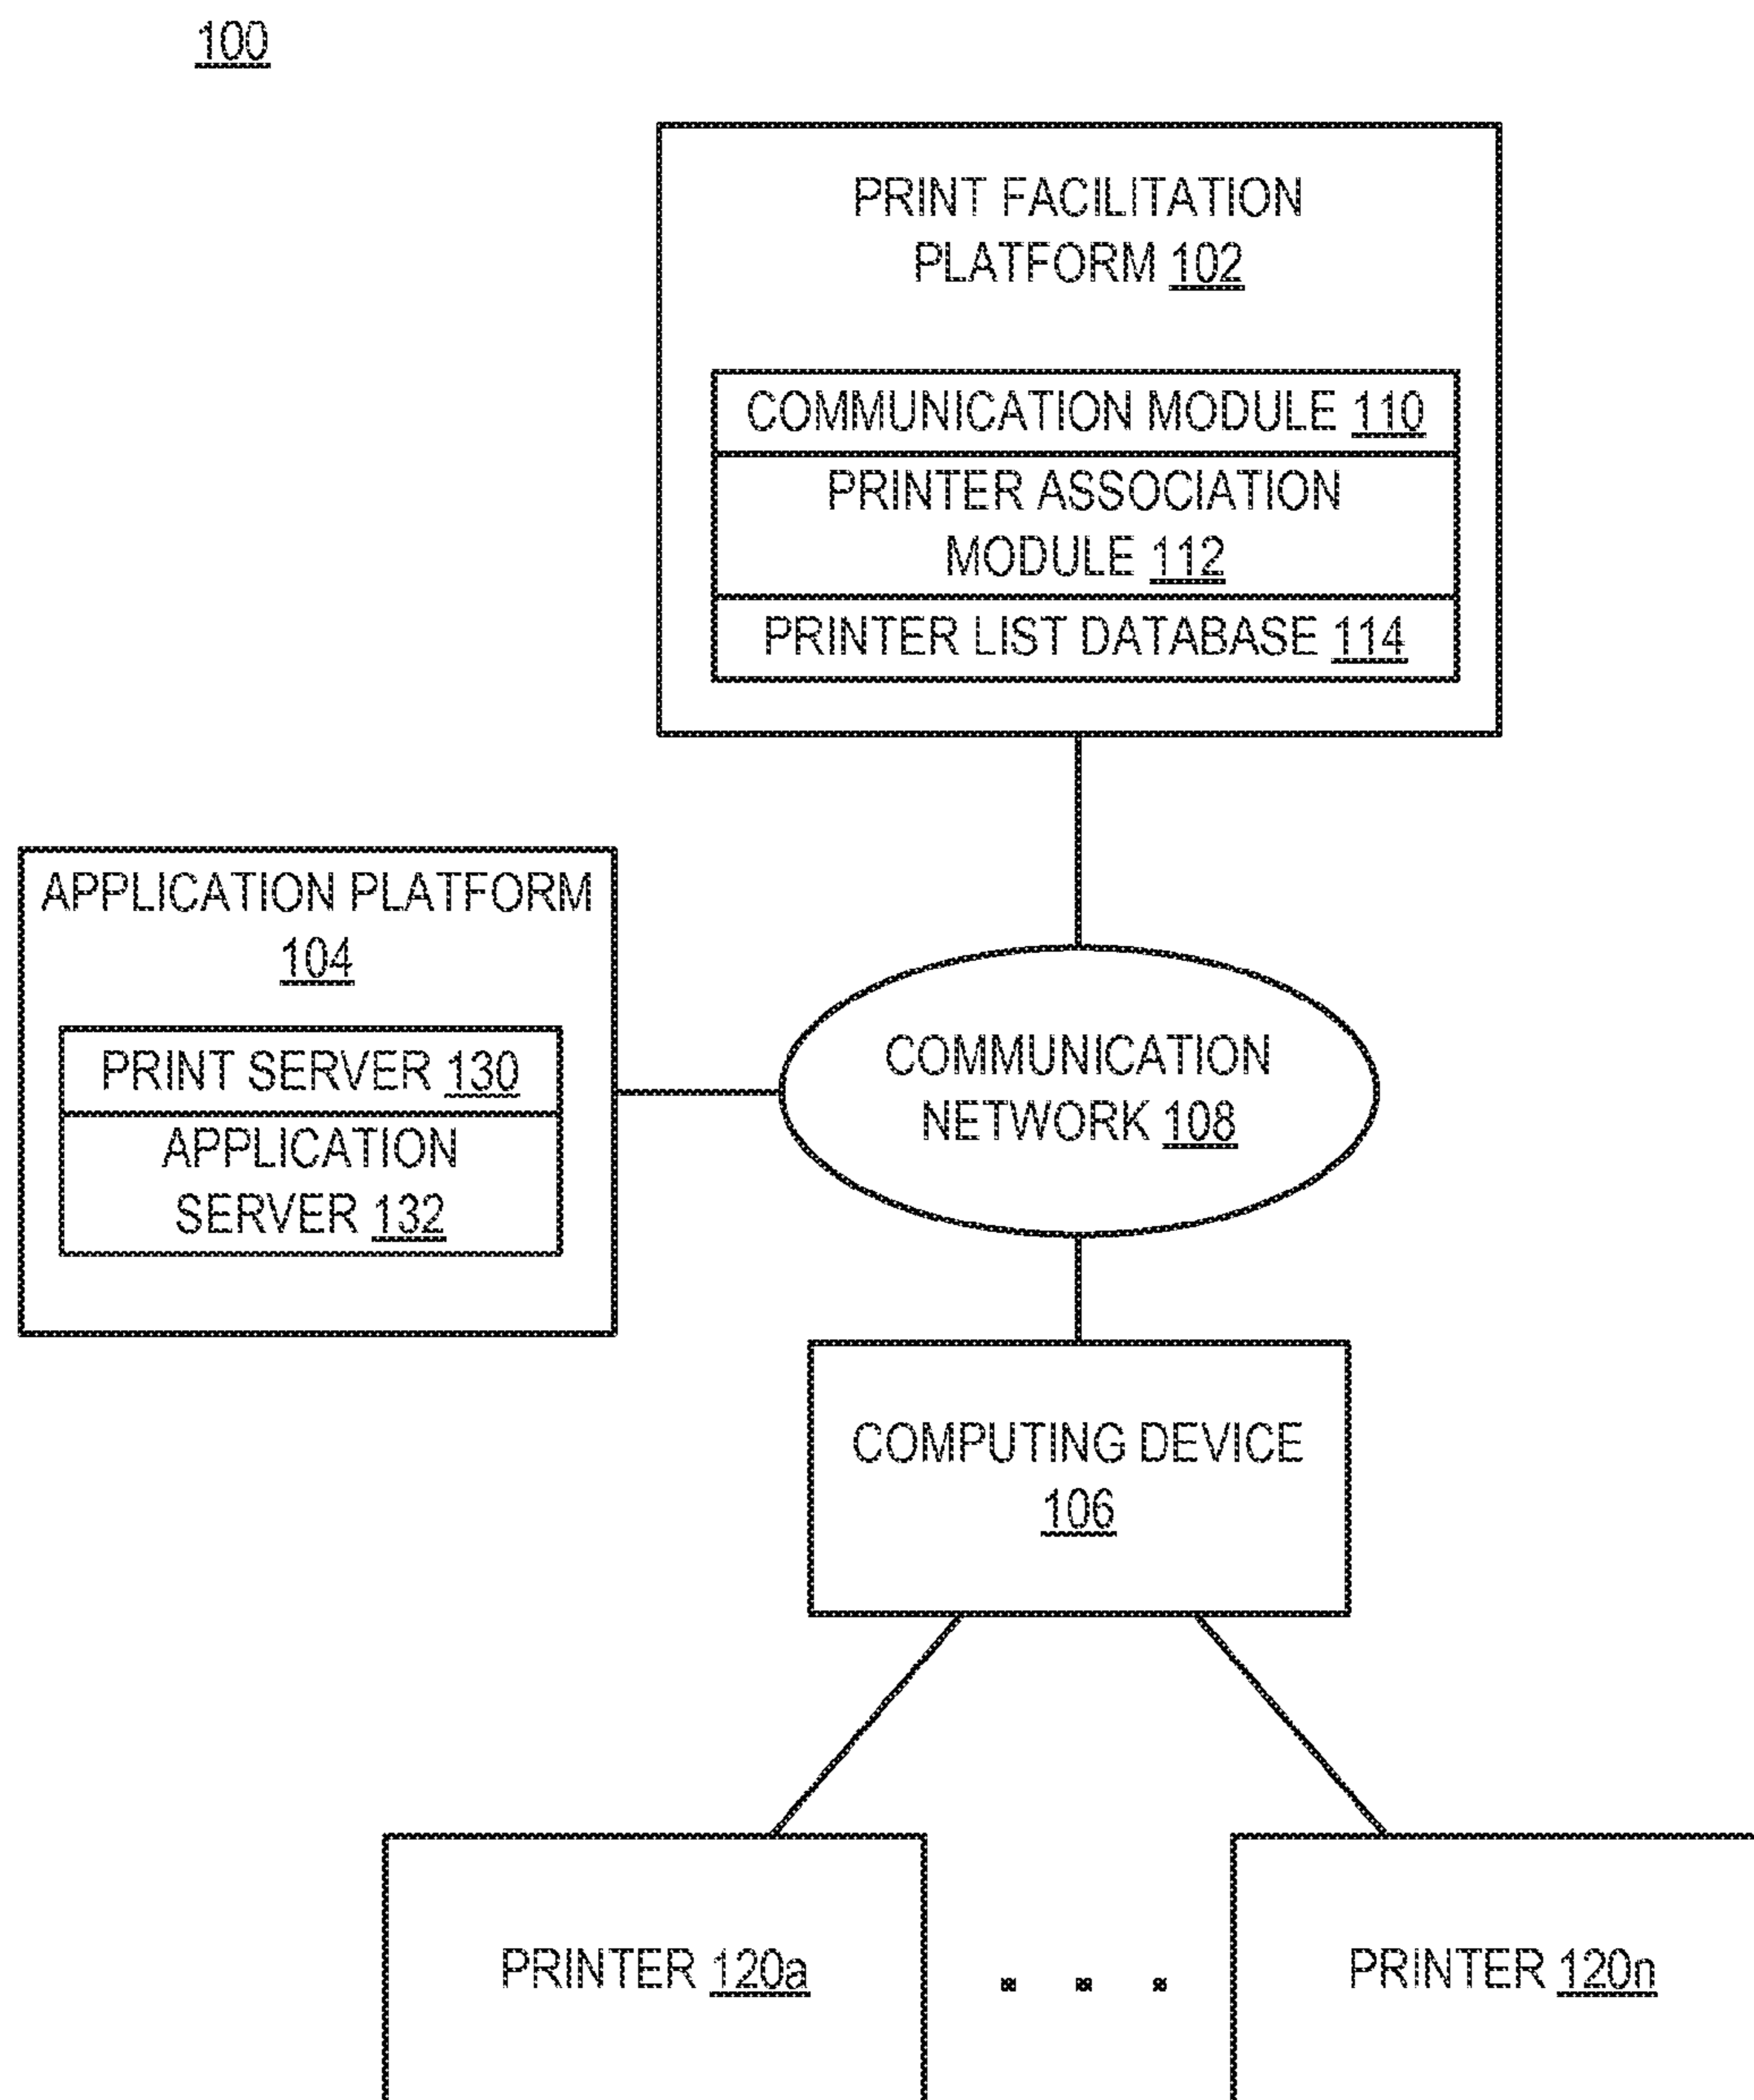 100
PRINT FACILITATION
PLATFORM 102
COMMUNICATION MODULE 110
PRINTER ASSOCIATION
MODULE 112
PRINTER LIST DATABASE 114
APPLICATION PLATFORM
104
PRINT SERVER 130
APPLICATION
SERVER 132
COMMUNICATION
NETWORK 108
COMPUTING DEVICE
106
PRINTER 120a
PRINTER 120n